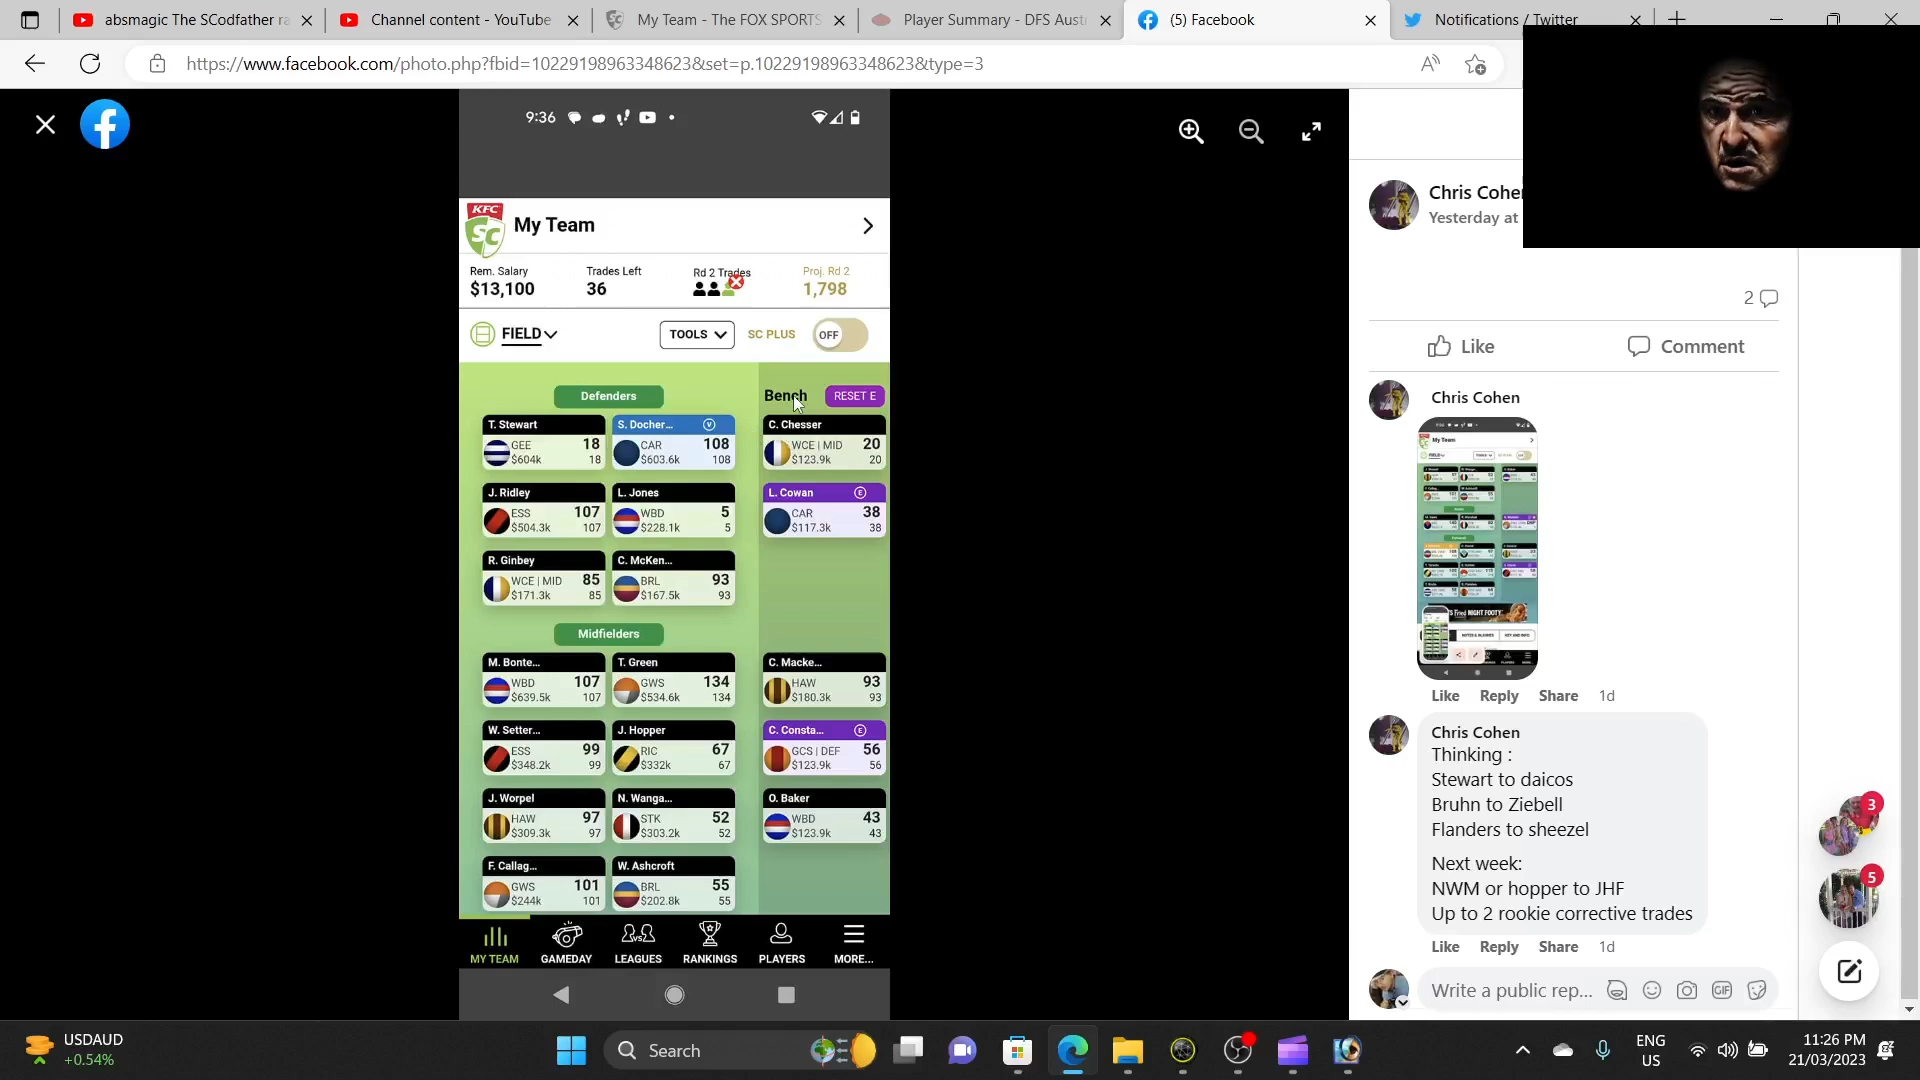 absmagic The SCodfather ra
Channel content - YouTube
My Team - The FOX SPORTS
Player Summary - DFS Aust
(5) Facebook
Notifications / Twitter
https://www.facebook.com/photo.php?fbid=10229198963348623&set=p.10229198963348623&type=3
9:36
KFC
SC
My Team
Rem. Salary
$13,100
Trades Left
36
Rd 2 Trades
Proj. Rd 2
1,798
FIELD
TOOLS
SC PLUS
OFF
Defenders
Bench
RESET E
T. Stewart
GEE 18
$604k 18
S. Docher...
V
CAR 108
$603.6k 108
C. Chesser
WCE | MID 20
$123.9k 20
J. Ridley
ESS 107
$504.3k 107
L. Jones
WBD 5
$228.1k 5
L. Cowan
E
CAR 38
$117.3k 38
R. Ginbey
WCE | MID 85
$171.3k 85
C. McKen...
BRL 93
$167.5k 93
Midfielders
M. Bonte...
WBD 107
$639.5k 107
T. Green
GWS 134
$534.6k 134
C. Macke...
HAW 93
$180.3k 93
W. Setter...
ESS 99
$348.2k 99
J. Hopper
RIC 67
$332k 67
C. Consta...
E
GCS | DEF 56
$123.9k 56
J. Worpel
HAW 97
$309.3k 97
N. Wanga...
STK 52
$303.2k 52
O. Baker
WBD 43
$123.9k 43
F. Callag...
GWS 101
$244k 101
W. Ashcroft
BRL 55
$202.8k 55
MY TEAM
GAMEDAY
LEAGUES
RANKINGS
PLAYERS
MORE...
Chris Cohen
Yesterday at
2
Like
Comment
Chris Cohen
My Team
Like Reply Share 1d
Chris Cohen
Thinking :
Stewart to daicos
Bruhn to Ziebell
Flanders to sheezel
Next week:
NWM or hopper to JHF
Up to 2 rookie corrective trades
Like Reply Share 1d
Write a public rep...
GIF
3
5
USDAUD
+0.54%
Search
ENG
US
11:26 PM
21/03/2023